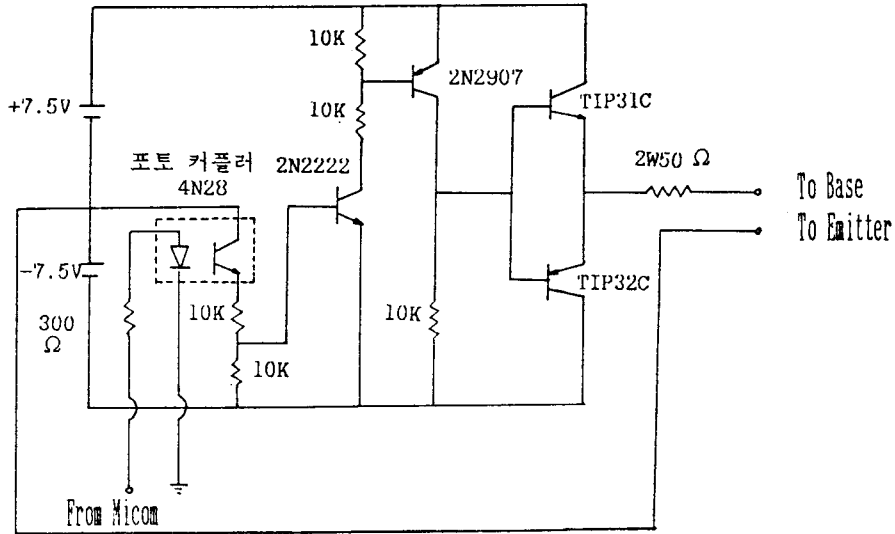 10K
2N2907
+7.5V
10K
TIP31C
포토 커플러
4N28
2N2222
2W50 Ω
To Base
To Emitter
-7.5V
TIP32C
300
Ω
10K
10K
10K
From Micom